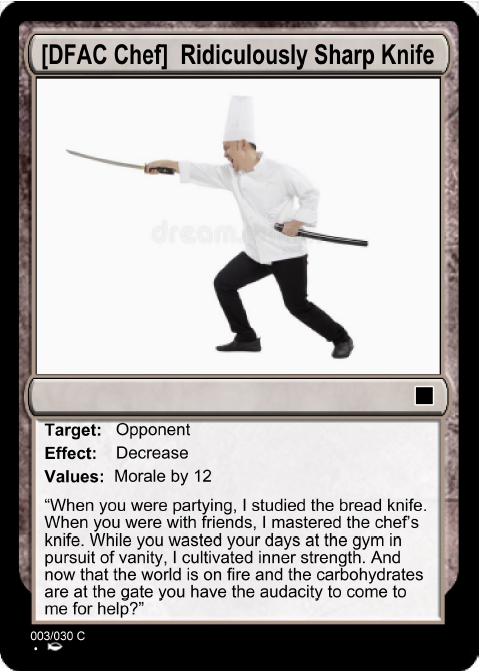 [DFAC Chef] Ridiculously Sharp Knife
dream
Target: Opponent
Effect: Decrease
Values: Morale by 12
“When you were partying, I studied the bread knife.
When you were with friends, I mastered the chef’s
knife. While you wasted your days at the gym in
pursuit of vanity, I cultivated inner strength. And
now that the world is on fire and the carbohydrates
are at the gate you have the audacity to come to
me for help?”
003/030 C